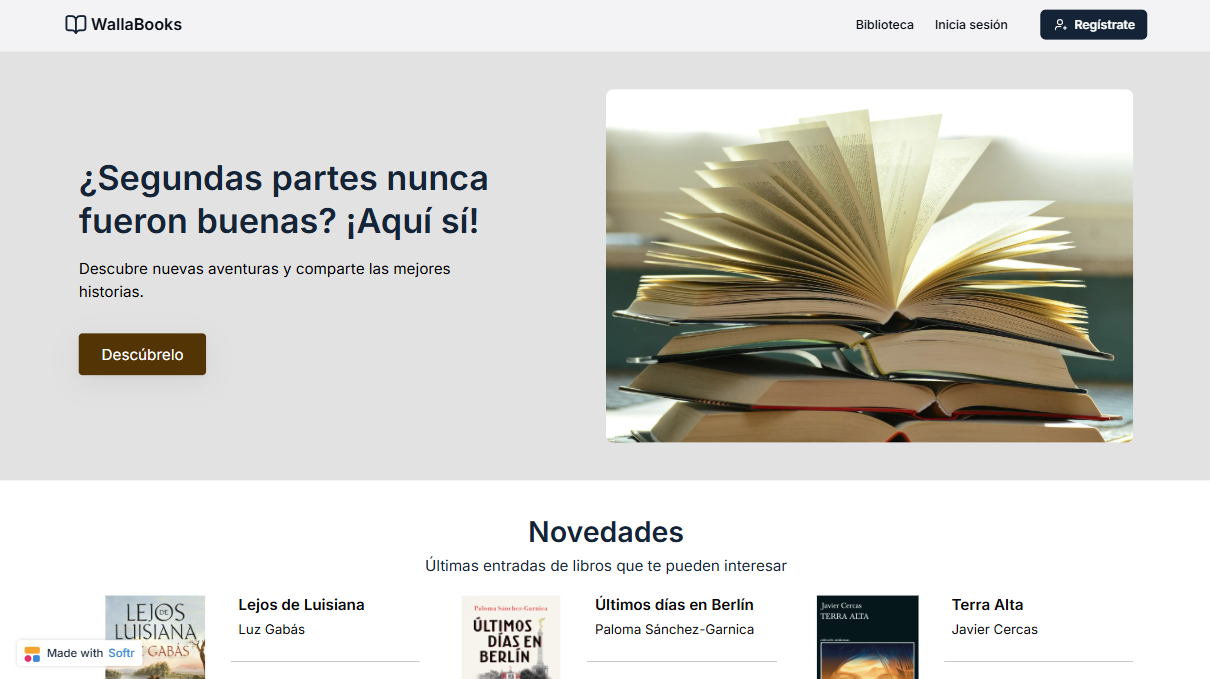 WallaBooks
Biblioteca
Inicia sesión
Regístrate
¿Segundas partes nunca
fueron buenas? ¡Aquí sí!
Descubre nuevas aventuras y comparte las mejores
historias.
Descúbrelo
Novedades
Últimas entradas de libros que te pueden interesar
LEJOS
DE
LUISIANA
GABÁS
Lejos de Luisiana
Luz Gabás
Paloma Sánchez-Garnica
ÚLTIMOS
DÍAS EN
BERLÍN
Últimos días en Berlín
Paloma Sánchez-Garnica
Javier Cercas
TERRA ALTA
Terra Alta
Javier Cercas
Made with Softr